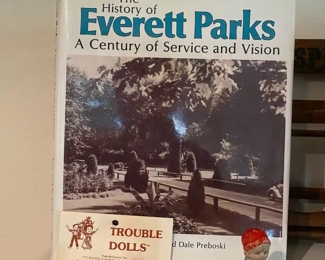 The
History of
Everett Parks
A Century of Service and Vision
Dale Preboski
TROUBLE
DOLLS